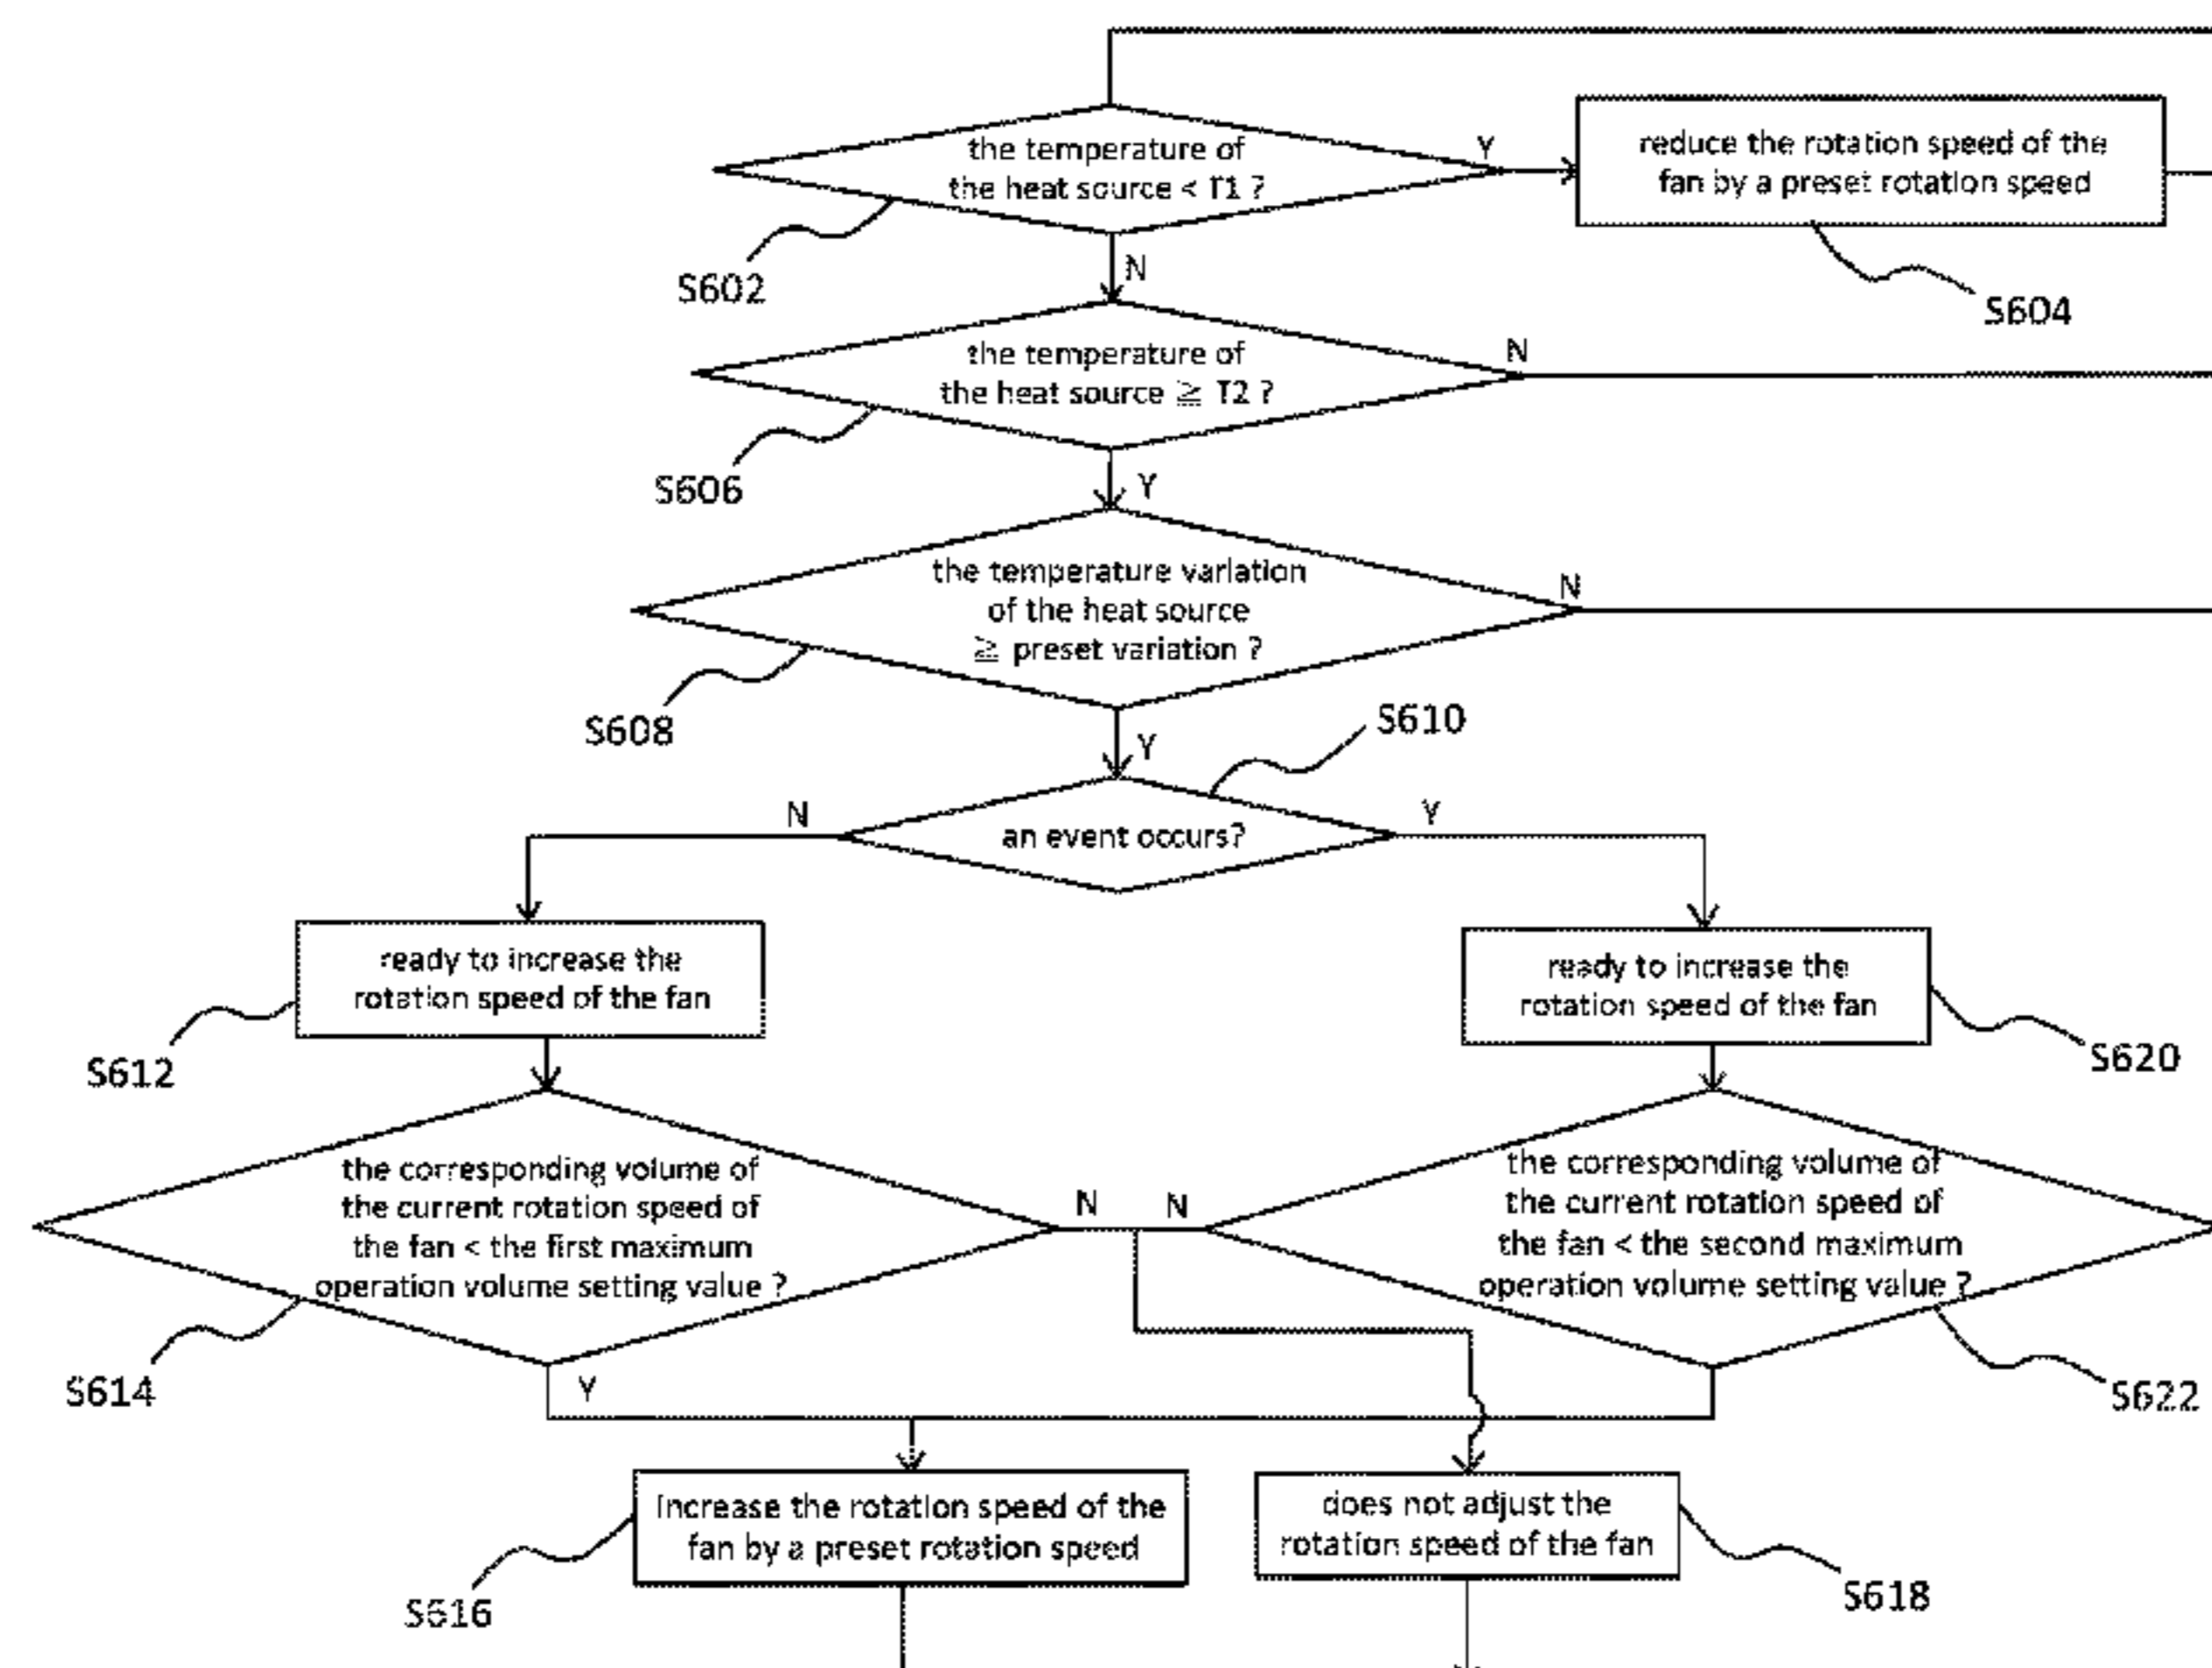 the temperature of
the heat source < T1 ?
Y
reduce the rotation speed of the
fan by a preset rotation speed
S602
N
S604
the temperature of
the heat source ≧ T2 ?
N
S606
Y
the temperature variation
of the heat source
≧ preset variation ?
N
S608
Y
S610
an event occurs?
N
Y
ready to increase the
rotation speed of the fan
S612
ready to increase the
rotation speed of the fan
S620
the corresponding volume of
the current rotation speed of
the fan < the first maximum
operation volume setting value ?
N
N
the corresponding volume of
the current rotation speed of
the fan < the second maximum
operation volume setting value ?
S614
Y
S622
Increase the rotation speed of the
fan by a preset rotation speed
S616
does not adjust the
rotation speed of the fan
S618